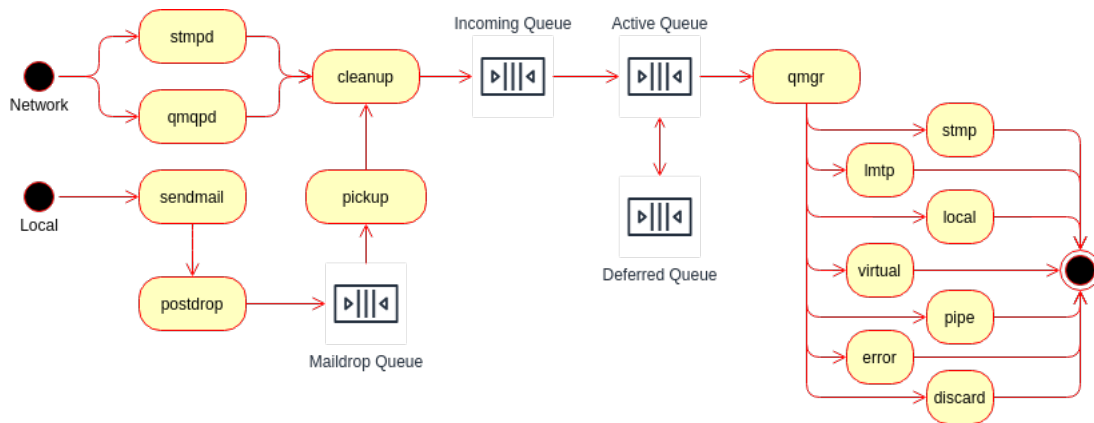 Incoming Queue
Active Queue
stmpd
cleanup
qmgr
Network
qmqpd
stmp
lmtp
Local
sendmail
pickup
local
Deferred Queue
virtual
postdrop
pipe
Maildrop Queue
error
discard